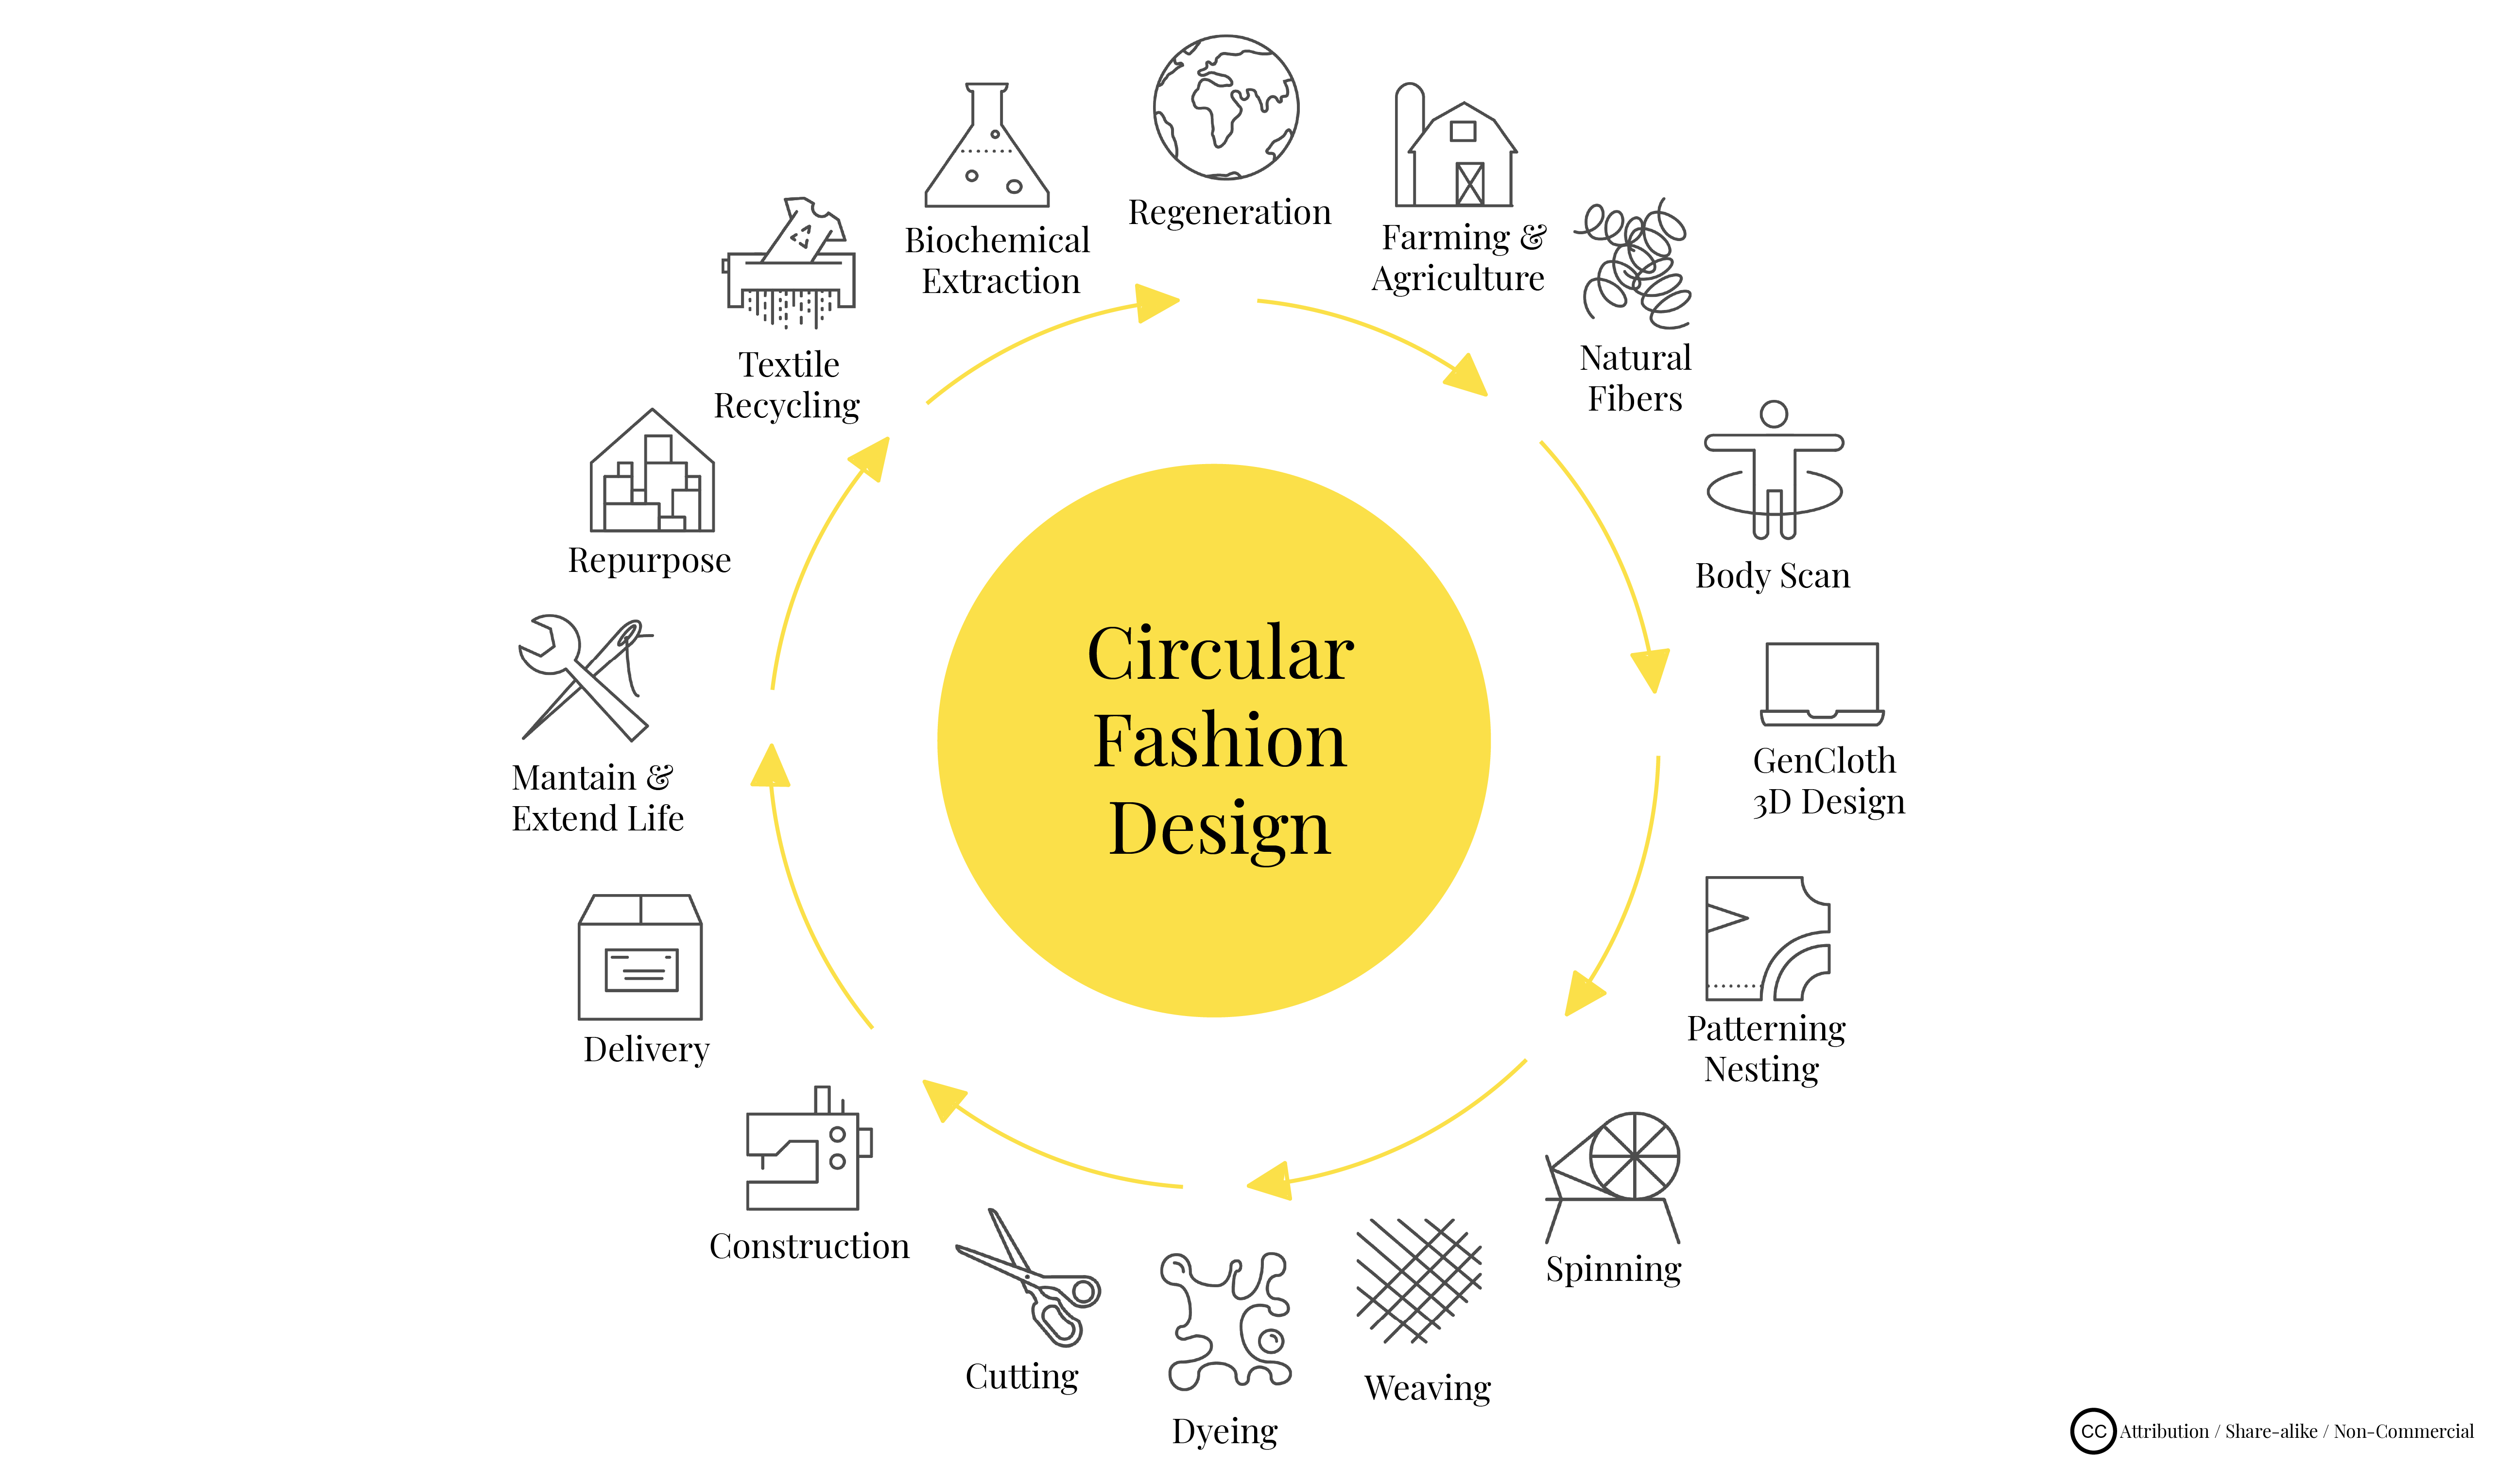 Regeneration
Farming &
Agriculture
Natural
Fibers
Body Scan
GenCloth
3D Design
Patterning
Nesting
Spinning
Weaving
Dyeing
Cutting
Construction
Delivery
Mantain &
Extend Life
Repurpose
Textile
Recycling
Biochemical
Extraction
Circular
Fashion
Design
CC Attribution / Share-alike / Non-Commercial